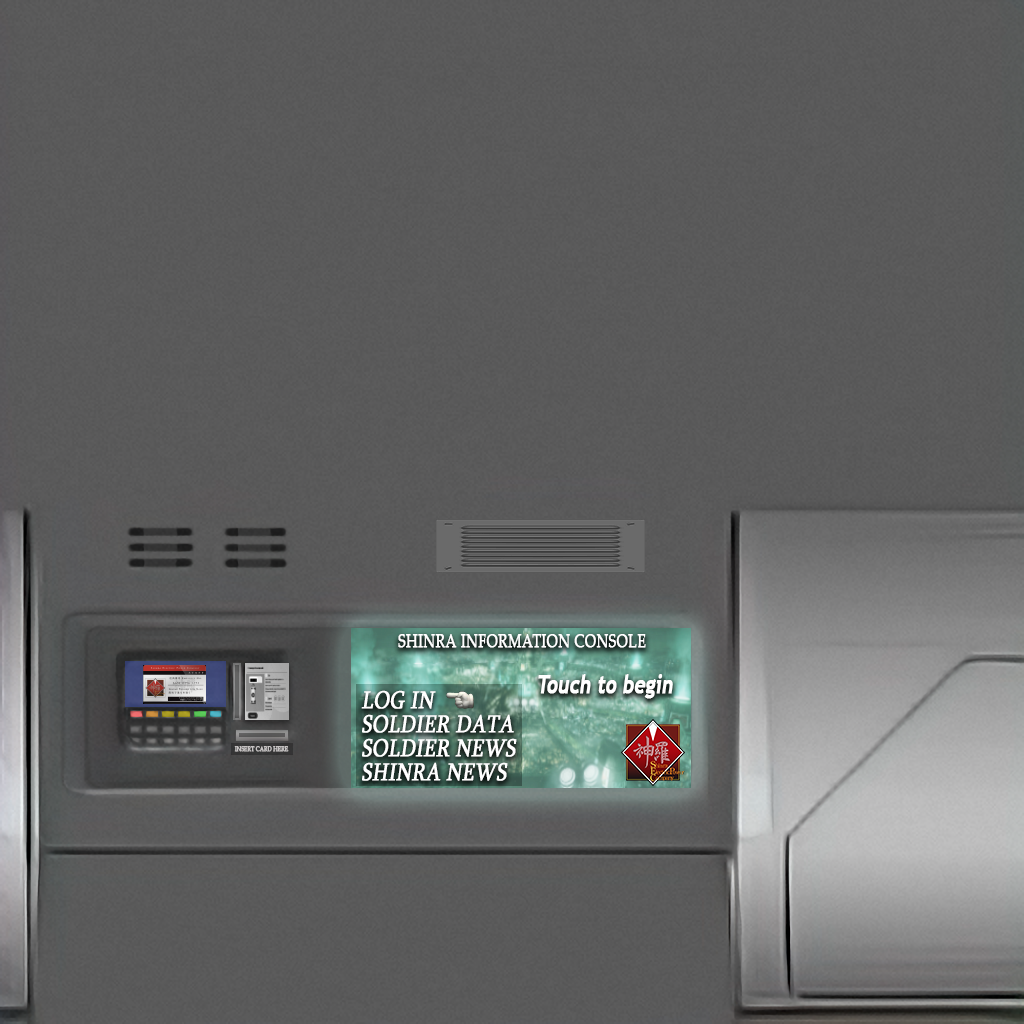 SHINRA INFORMATION CONSOLE
Touch to begin
LOG IN
SOLDIER DATA
SOLDIER NEWS
SHINRA NEWS
神羅
INSERT CARD HERE